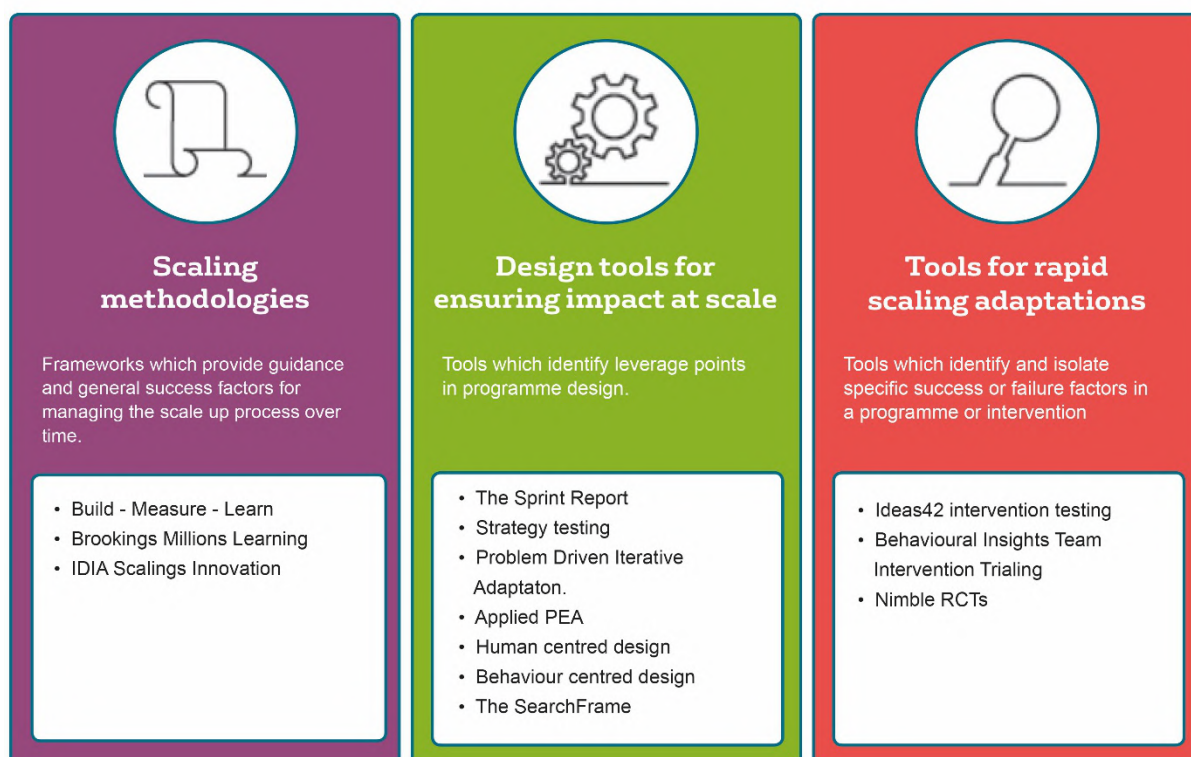 Scaling
methodologies
Frameworks which provide guidance
and general success factors for
managing the scale up process over
time.
• Build - Measure - Learn
• Brookings Millions Learning
• IDIA Scalings Innovation
Design tools for
ensuring impact at scale
Tools which identify leverage points
in programme design.
• The Sprint Report
• Strategy testing
• Problem Driven Iterative
Adaptaton.
• Applied PEA
• Human centred design
• Behaviour centred design
• The SearchFrame
Tools for rapid
scaling adaptations
Tools which identify and isolate
specific success or failure factors in
a programme or intervention
• Ideas42 intervention testing
• Behavioural Insights Team
Intervention Trialing
• Nimble RCTs